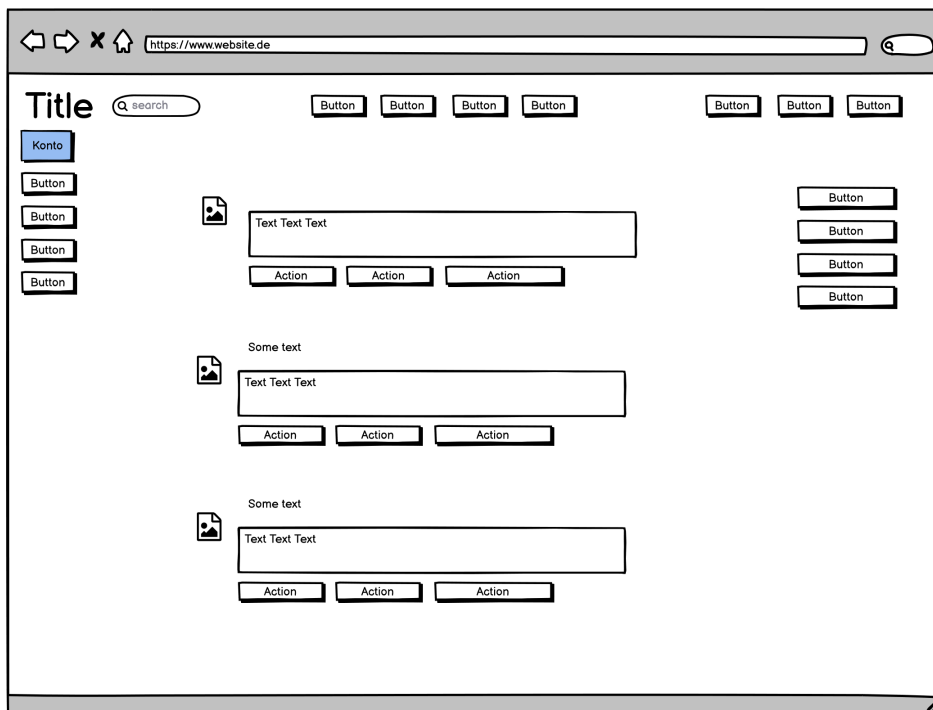 https://www.website.de
Title
search
Button Button Button Button
Button Button Button
Konto
Button
Button
Button
Button
Text Text Text
Action Action Action
Some text
Text Text Text
Action Action Action
Some text
Text Text Text
Action Action Action
Button
Button
Button
Button